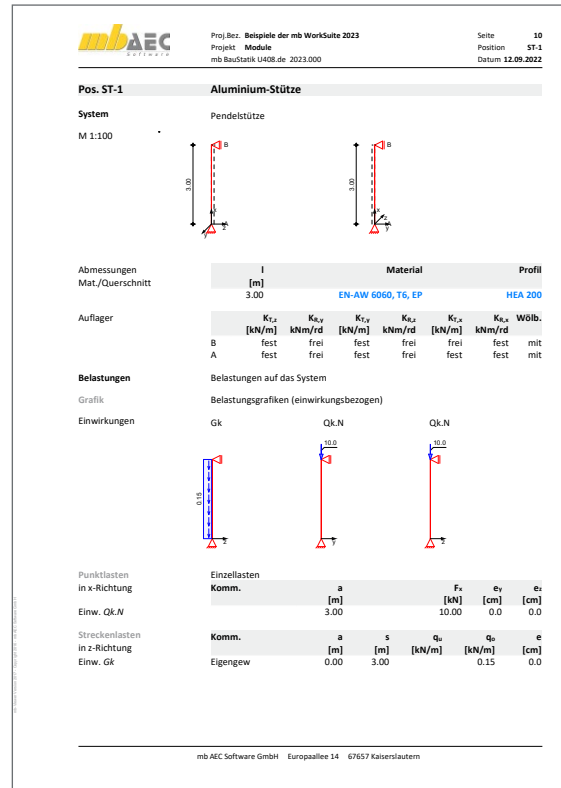 mbAEC
Software
Proj.Bez. Beispiele der mb WorkSuite 2023 Seite 10
Projekt Module Position ST-1
mb BauStatik U408.de 2023.000 Datum 12.09.2022
Pos. ST-1 Aluminium-Stütze
System Pendelstütze
M 1:100
B B
3.00 3.00
x x
z
A A
z y
y
Abmessungen l Material Profil
Mat./Querschnitt [m]
3.00 EN-AW 6060, T6, EP HEA 200
Auflager KT,z KR,y KT,y KR,z KT,x KR,x Wölb.
[kN/m] kNm/rd [kN/m] kNm/rd [kN/m] kNm/rd
B fest frei fest frei frei fest mit
A fest frei fest frei fest fest mit
Belastungen Belastungen auf das System
Grafik Belastungsgrafiken (einwirkungsbezogen)
Einwirkungen Gk Qk.N Qk.N
10.0 10.0
0.15
z y z
Punktlasten Einzellasten
in x-Richtung Komm. a Fx ey ez
[m] [kN] [cm] [cm]
Einw. Qk.N 3.00 10.00 0.0 0.0
Streckenlasten Komm. a s qu qo e
in z-Richtung [m] [m] [kN/m] [kN/m] [cm]
Einw. Gk Eigengew 0.00 3.00 0.15 0.0
mb AEC Software GmbH Europaallee 14 67657 Kaiserslautern